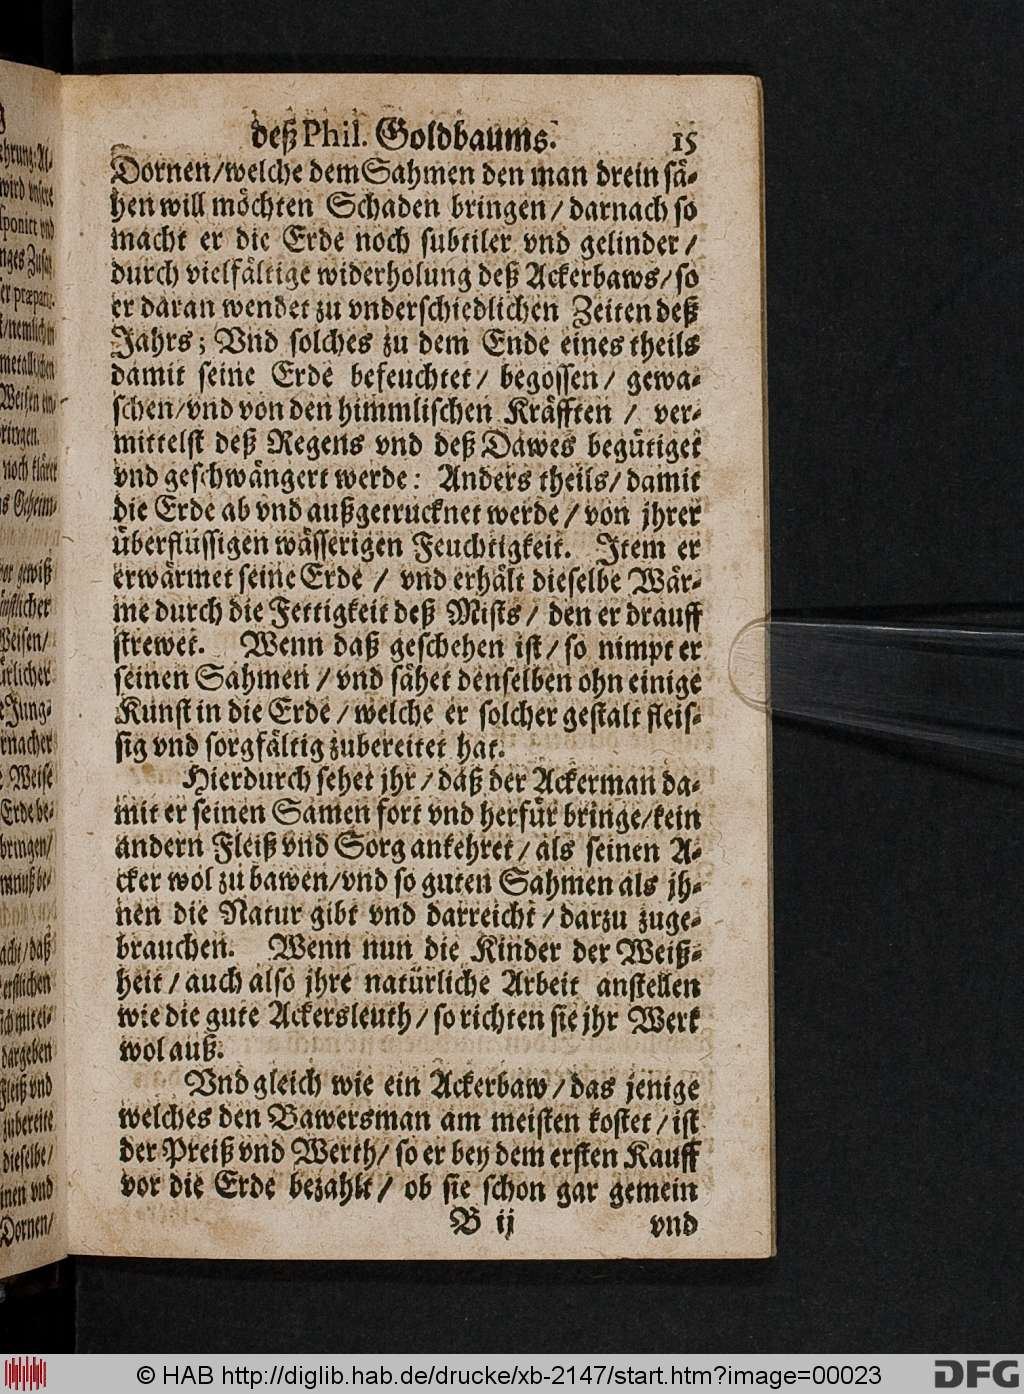 deß Phil. Goldbaums. 15
Dornen/welche dem Sahmen den man drein sä-
hen will möchten Schaden bringen / darnach so
macht er die Erde noch subtiler vnd gelinder /
durch vielfältige widerholung deß Ackerbaws/so
er daran wendet zu vnderschiedlichen Zeiten deß
Jahrs; Vnd solches zu dem Ende eines theils
damit seine Erde befeuchtet / begossen / gewa-
schen/vnd von den himmlischen Kräfften / ver-
mittelst deß Regens vnd deß Dawes begütiget
vnd geschwängert werde: Anders theils/damit
die Erde ab vnd außgetrucknet werde / von jhrer
überflüssigen wässerigen Feuchtigkeit. Item er
erwärmet seine Erde / vnd erhält dieselbe Wär-
me durch die Fettigkeit deß Mists / den er drauff
strewet. Wenn daß geschehen ist / so nimpt er
seinen Sahmen / vnd sähet denselben ohn einige
Kunst in die Erde / welche er solcher gestalt fleis-
sig vnd sorgfältig zubereitet hat.
Hierdurch sehet jhr / daß der Ackerman da-
mit er seinen Samen fort vnd herfür bringe/kein
andern Fleiß vnd Sorg ankehret / als seinen A-
cker wol zu bawen/vnd so guten Sahmen als jh-
nen die Natur gibt vnd darreicht / darzu zuge-
brauchen. Wenn nun die Kinder der Weiß-
heit / auch also jhre natürliche Arbeit anstellen
wie die gute Ackersleuth / so richten sie jhr Werk
wol auß.
Vnd gleich wie ein Ackerbaw / das jenige
welches den Bawersman am meisten kostet / ist
der Preiß vnd Werth / so er bey dem ersten Kauff
vor die Erde bezahlt / ob sie schon gar gemein
B ij vnd
© HAB http://diglib.hab.de/drucke/xb-2147/start.htm?image=00023
DFG